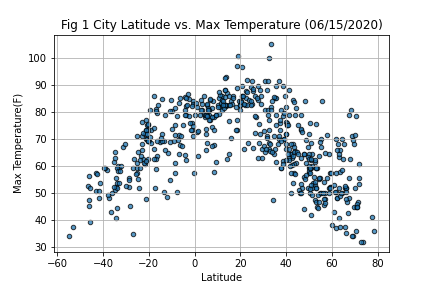 Fig 1 City Latitude vs. Max Temperature (06/15/2020)
Max Temperature(F)
100
90
80
70
60
50
40
30
−60 −40 −20 0 20 40 60 80
Latitude